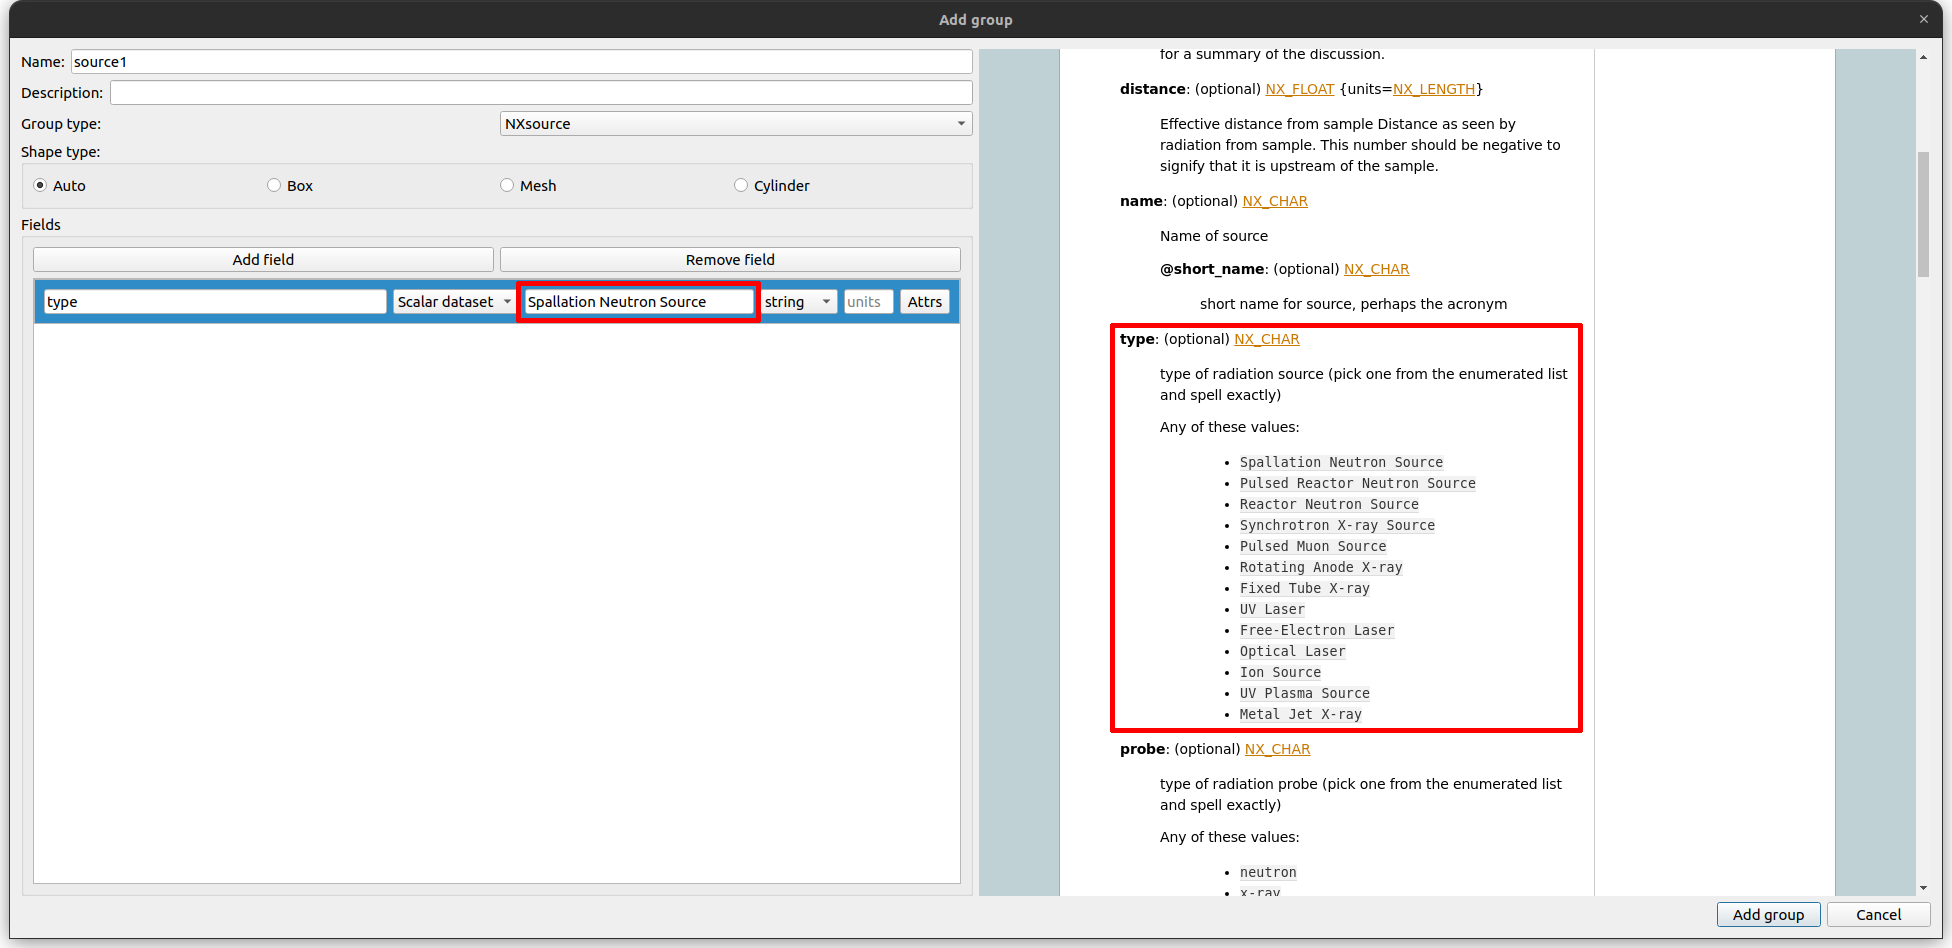 Add group
Name: source1
Description:
Group type: NXsource
Shape type:
Auto Box Mesh Cylinder
Fields
Add field Remove field
type Scalar dataset Spallation Neutron Source string units Attrs
for a summary of the discussion.
distance: (optional) NX_FLOAT {units=NX_LENGTH}
Effective distance from sample Distance as seen by
radiation from sample. This number should be negative to
signify that it is upstream of the sample.
name: (optional) NX_CHAR
Name of source
@short_name: (optional) NX_CHAR
short name for source, perhaps the acronym
type: (optional) NX_CHAR
type of radiation source (pick one from the enumerated list
and spell exactly)
Any of these values:
• Spallation Neutron Source
• Pulsed Reactor Neutron Source
• Reactor Neutron Source
• Synchrotron X-ray Source
• Pulsed Muon Source
• Rotating Anode X-ray
• Fixed Tube X-ray
• UV Laser
• Free-Electron Laser
• Optical Laser
• Ion Source
• UV Plasma Source
• Metal Jet X-ray
probe: (optional) NX_CHAR
type of radiation probe (pick one from the enumerated list
and spell exactly)
Any of these values:
• neutron
• x-ray
Add group Cancel